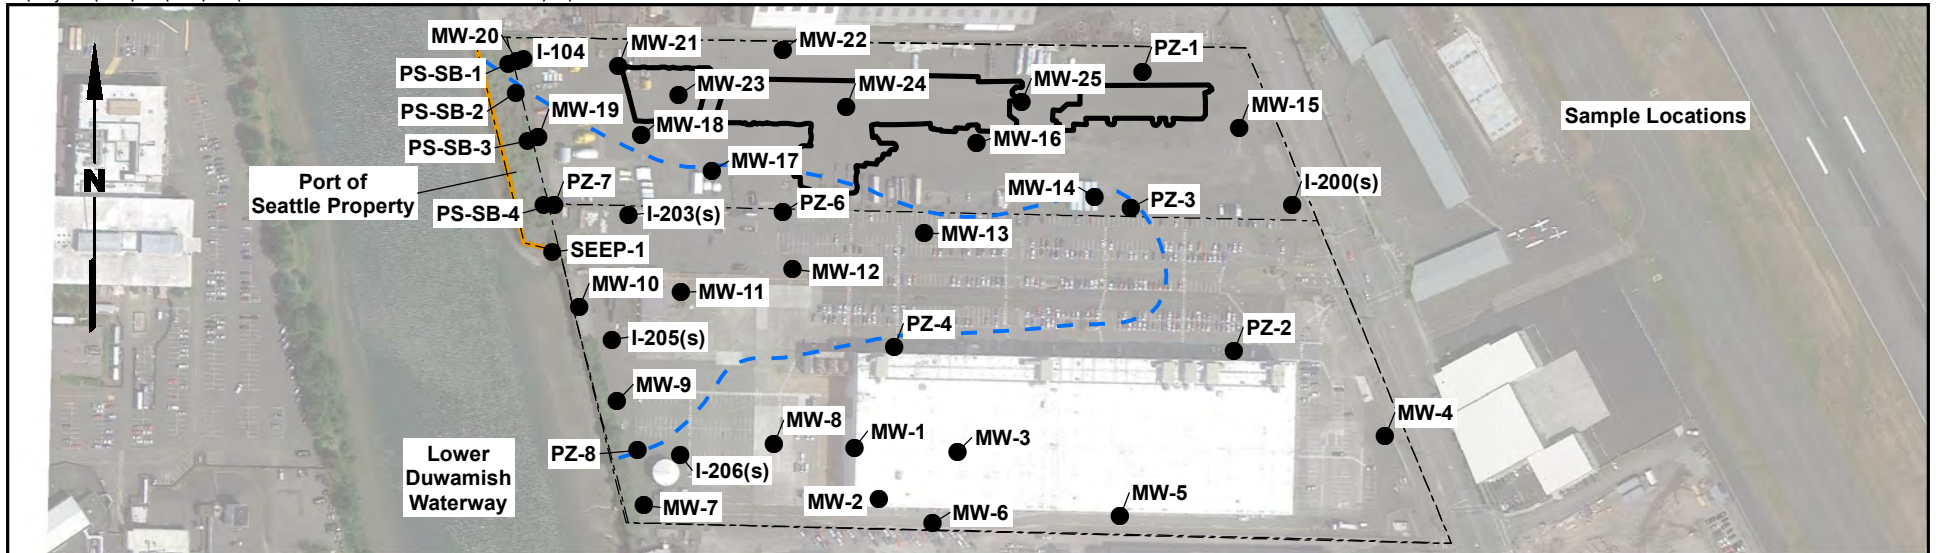 MW-20
I-104
MW-21
MW-22
PZ-1
PS-SB-1
MW-23
MW-24
MW-25
PS-SB-2
MW-19
MW-15
Sample Locations
MW-18
PS-SB-3
MW-16
MW-17
Port of
Seattle Property
PZ-7
MW-14
I-200(s)
PS-SB-4
I-203(s)
PZ-6
PZ-3
N
MW-13
SEEP-1
MW-12
MW-10
MW-11
PZ-4
PZ-2
I-205(s)
MW-9
MW-4
MW-8
MW-1
MW-3
PZ-8
Lower
Duwamish
Waterway
I-206(s)
MW-7
MW-2
MW-5
MW-6